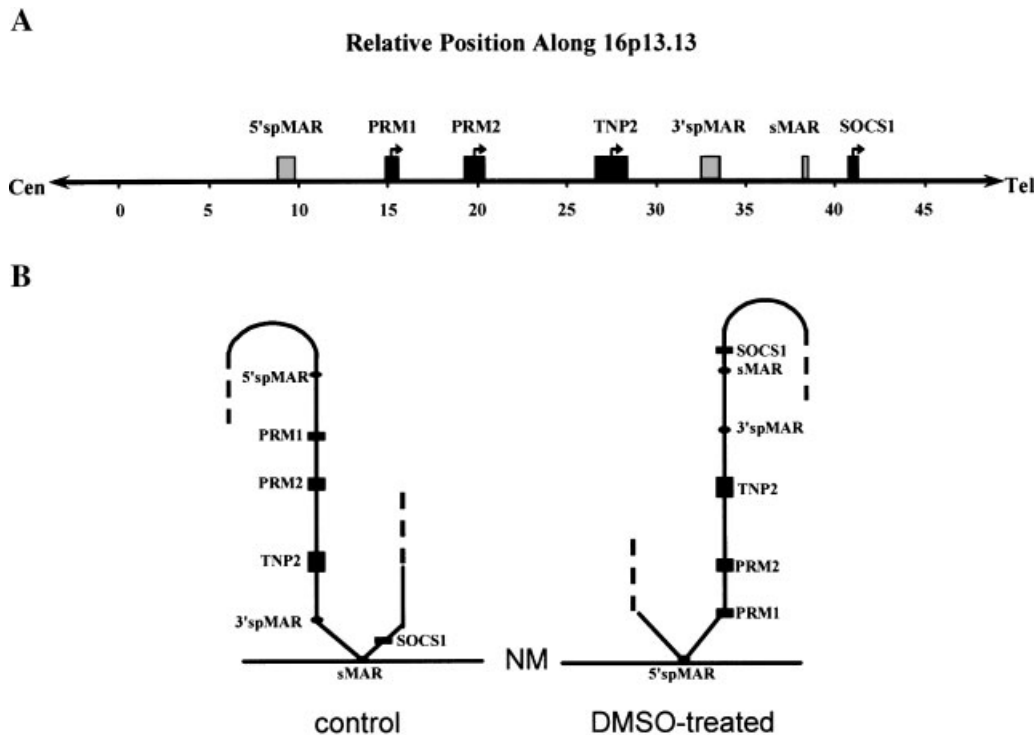 A
Relative Position Along 16p13.13
5'spMAR PRM1 PRM2 TNP2 3'spMAR sMAR SOCS1
Cen Tel
0 5 10 15 20 25 30 35 40 45
B
5'spMAR
PRM1
PRM2
TNP2
3'spMAR
SOCS1
sMAR
control
NM
SOCS1
sMAR
3'spMAR
TNP2
PRM2
PRM1
5'spMAR
DMSO-treated